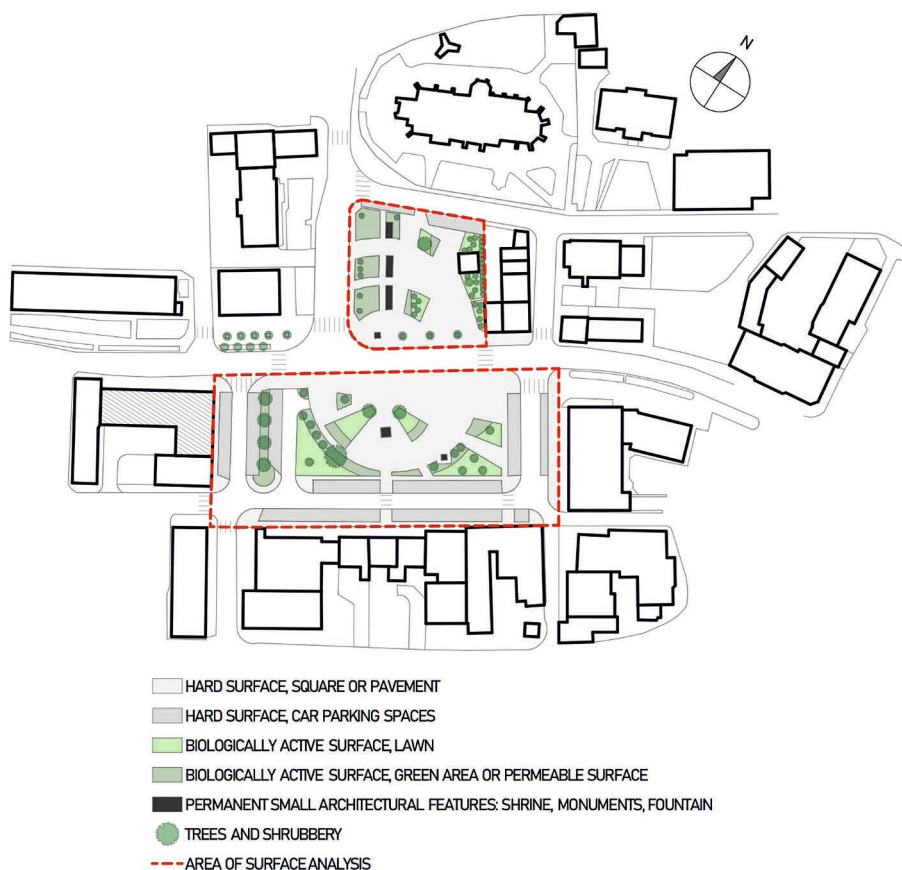 N
HARD SURFACE, SQUARE OR PAVEMENT
HARD SURFACE, CAR PARKING SPACES
BIOLOGICALLY ACTIVE SURFACE, LAWN
BIOLOGICALLY ACTIVE SURFACE, GREEN AREA OR PERMEABLE SURFACE
PERMANENT SMALL ARCHITECTURAL FEATURES: SHRINE, MONUMENTS, FOUNTAIN
TREES AND SHRUBBERY
AREA OF SURFACE ANALYSIS